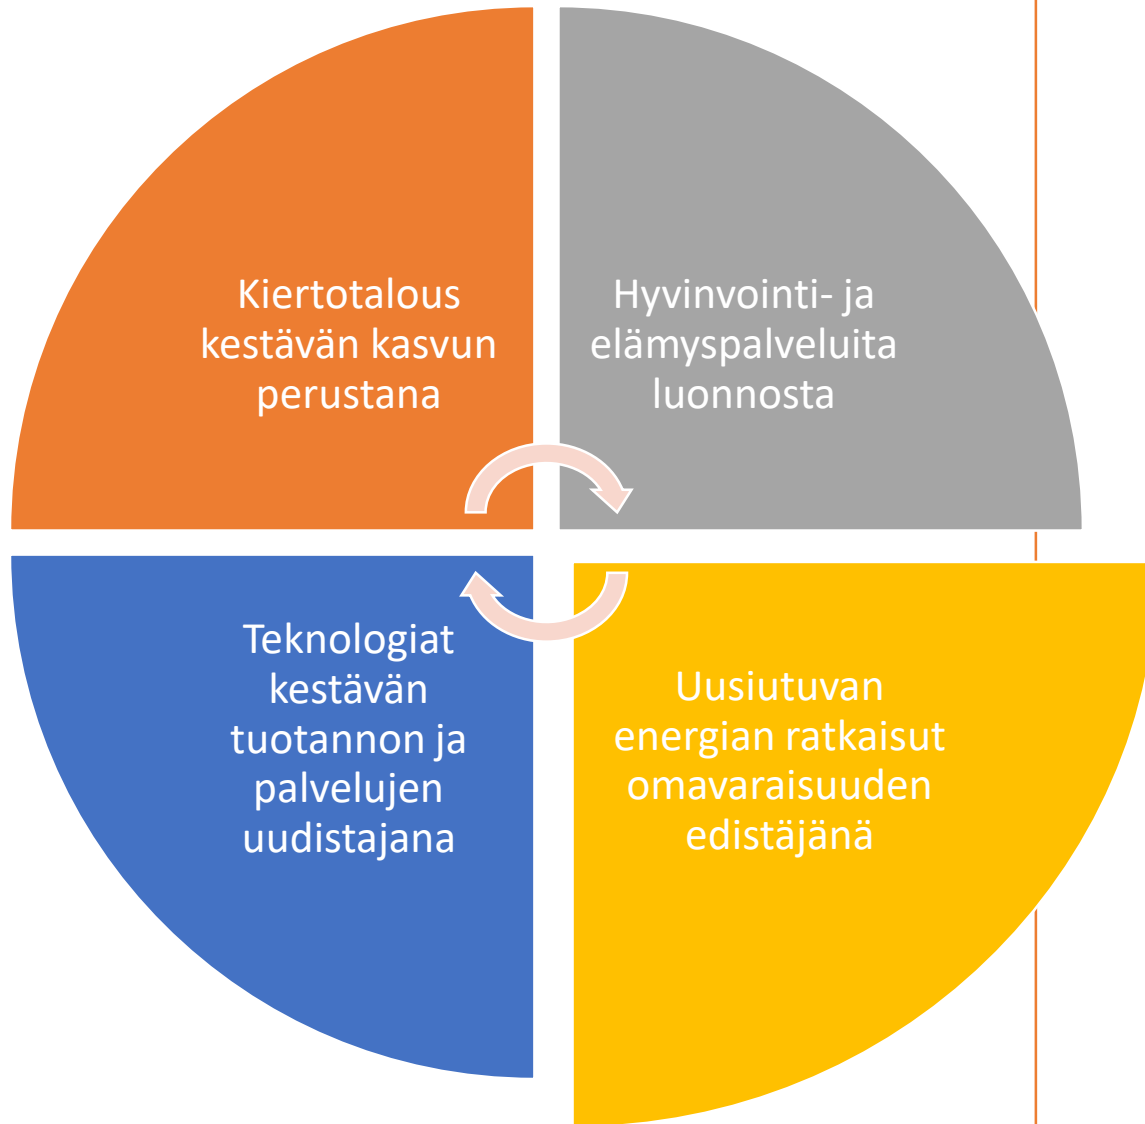 Kiertotalous
kestävän kasvun
perustana
Hyvinvointi- ja
elämyspalveluita
luonnosta
Teknologiat
kestävän
tuotannon ja
palvelujen
uudistajana
Uusiutuvan
energian ratkaisut
omavaraisuuden
edistäjänä